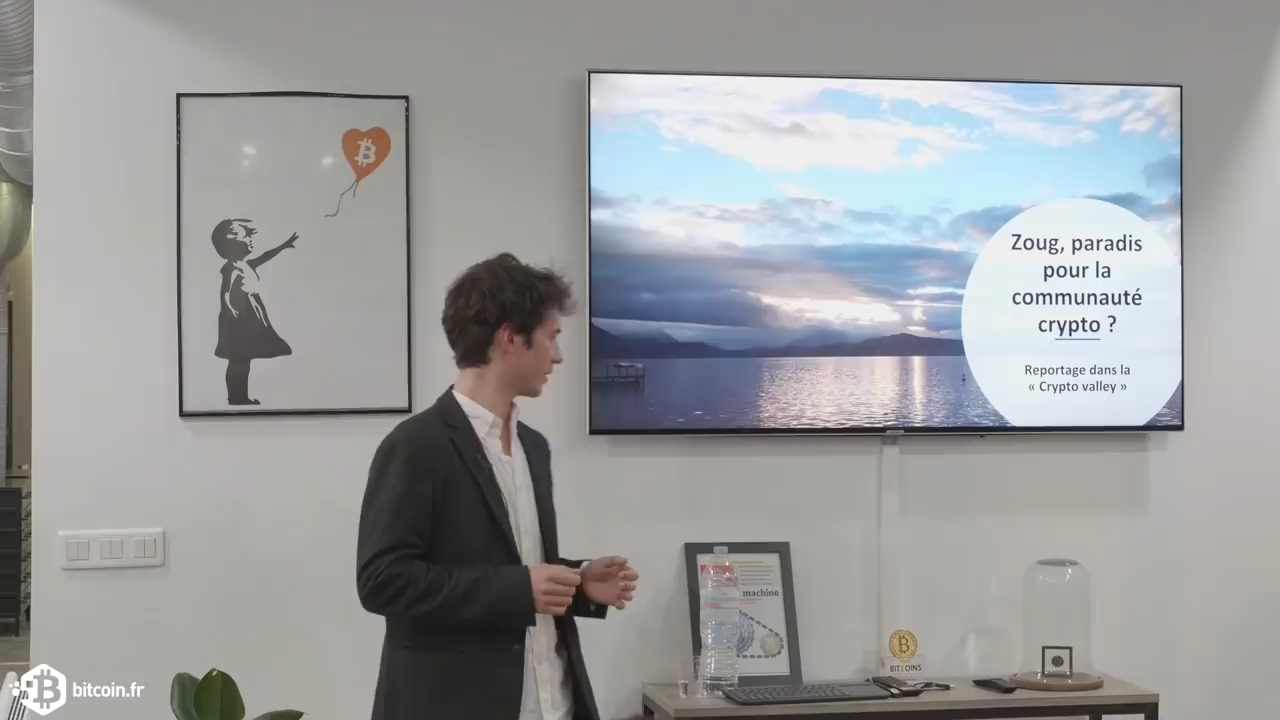 Zoug, paradis
pour la
communauté
crypto ?
Reportage dans la
« Crypto valley »
machine
BITCOINS
bitcoin.fr